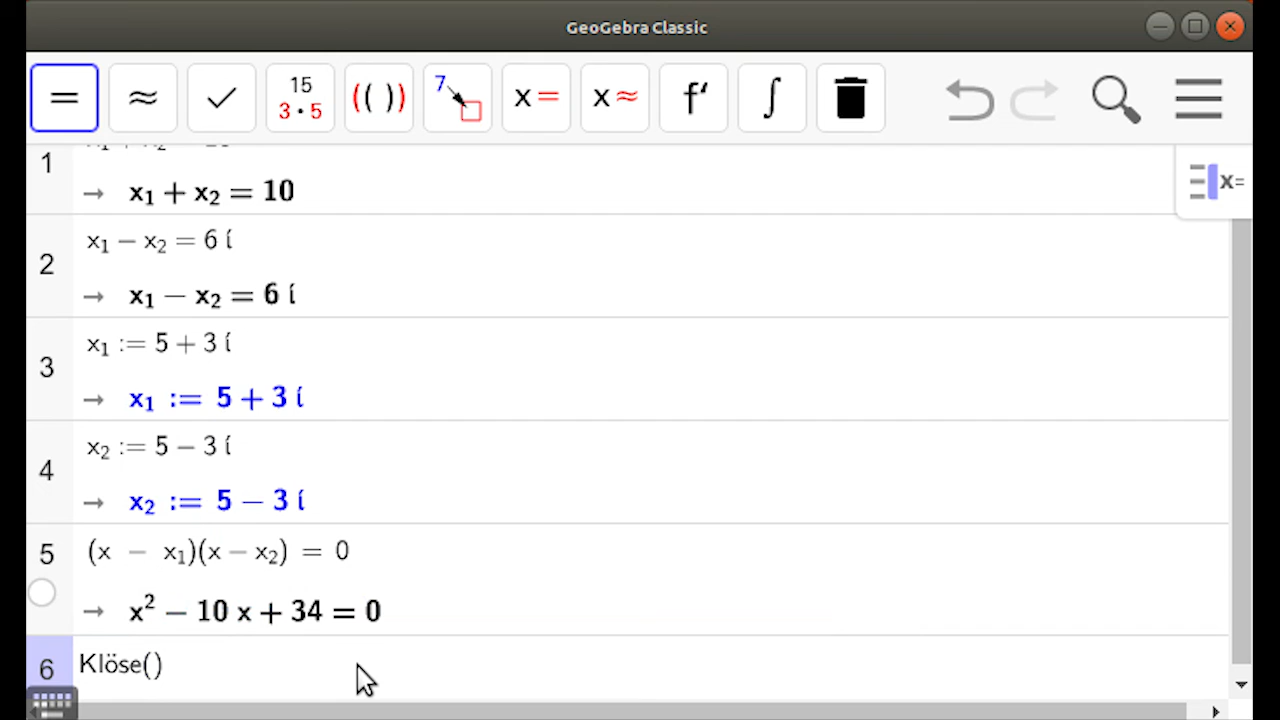 GeoGebra Classic
= ≈ ✓ 15 3·5 (( )) 7 x= x≈ f′ ∫
1
→ x₁ + x₂ = 10
x=
2 x₁ − x₂ = 6 í
→ x₁ − x₂ = 6 í
3 x₁ := 5 + 3 í
→ x₁ := 5 + 3 í
4 x₂ := 5 − 3 í
→ x₂ := 5 − 3 í
5 (x − x₁)(x − x₂) = 0
→ x² − 10 x + 34 = 0
6 Klöse()